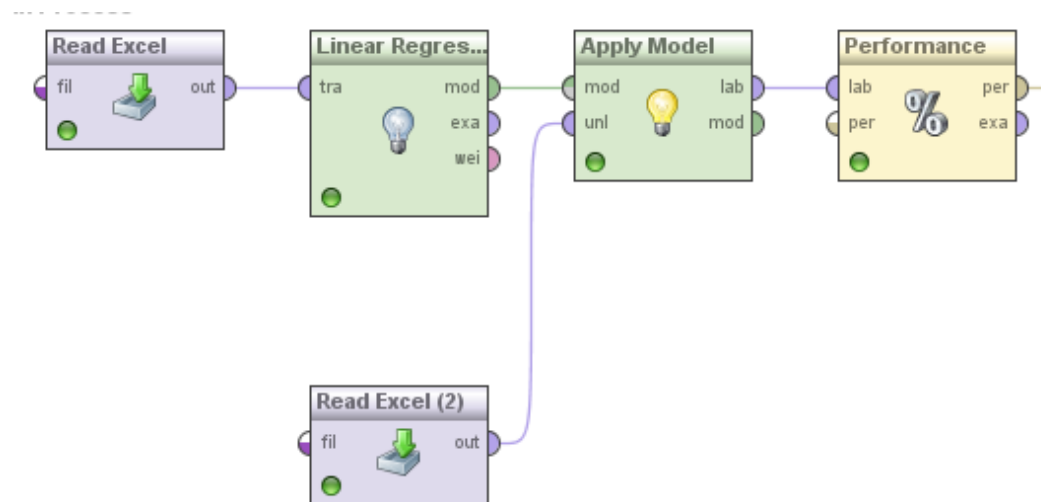 Read Excel
fil
out
Linear Regres...
tra
mod
exa
wei
Apply Model
mod
lab
unl
mod
Performance
%
lab
per
per
exa
Read Excel (2)
fil
out